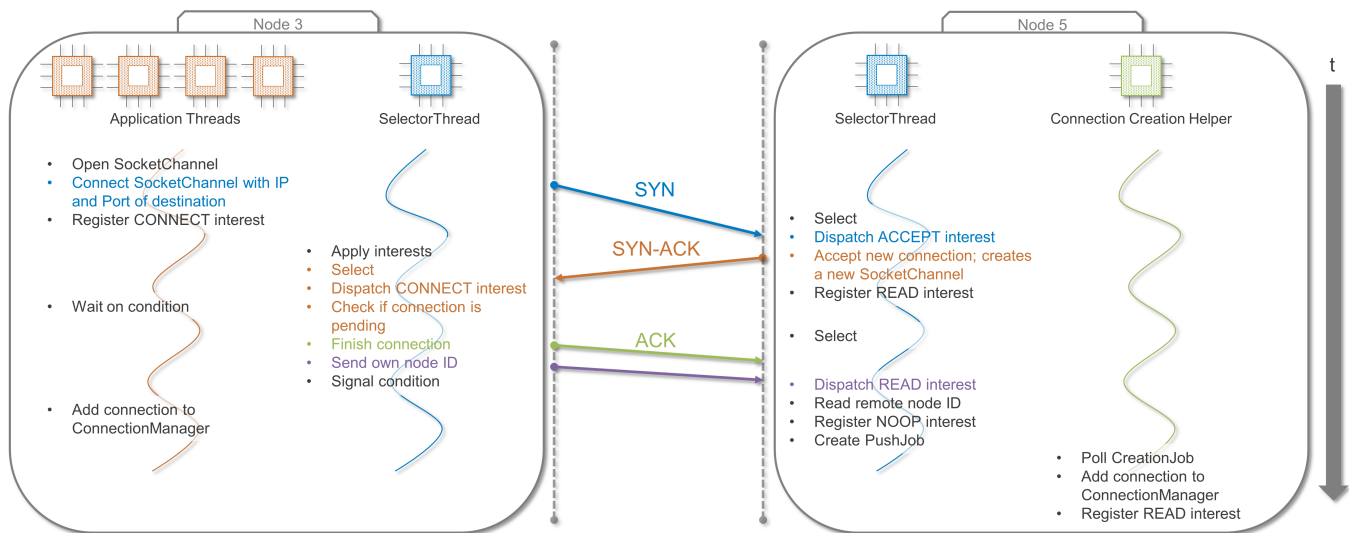 Node 3
Node 5
t
Application Threads
SelectorThread
SelectorThread
Connection Creation Helper
• Open SocketChannel
• Connect SocketChannel with IP
and Port of destination
• Register CONNECT interest
• Wait on condition
• Add connection to
ConnectionManager
• Apply interests
• Select
• Dispatch CONNECT interest
• Check if connection is
pending
• Finish connection
• Send own node ID
• Signal condition
SYN
SYN-ACK
ACK
• Select
• Dispatch ACCEPT interest
• Accept new connection; creates
a new SocketChannel
• Register READ interest
• Select
• Dispatch READ interest
• Read remote node ID
• Register NOOP interest
• Create PushJob
• Poll CreationJob
• Add connection to
ConnectionManager
• Register READ interest